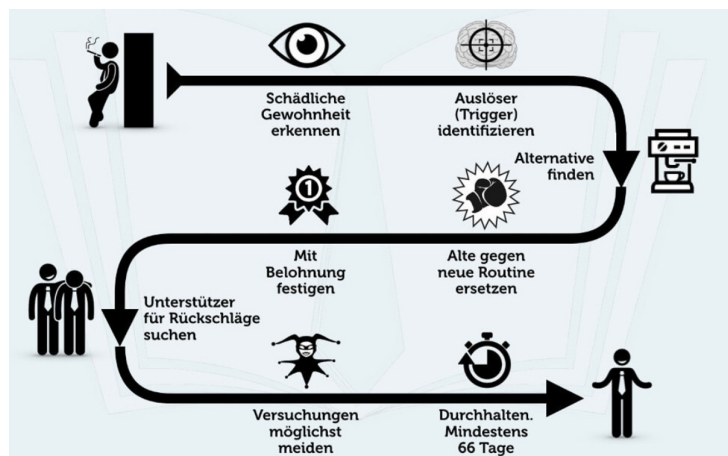 Schädliche
Gewohnheit
erkennen
Auslöser
(Trigger)
identifizieren
Alternative
finden
Alte gegen
neue Routine
ersetzen
1
Mit
Belohnung
festigen
Unterstützer
für Rückschläge
suchen
Versuchungen
möglichst
meiden
Durchhalten.
Mindestens
66 Tage